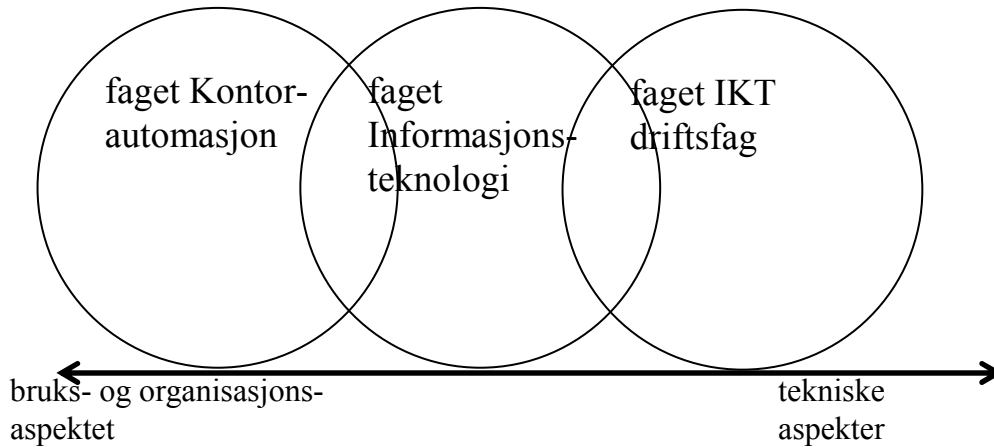 faget Kontor-
automasjon
faget
Informasjons-
teknologi
faget IKT
driftsfag
bruks- og organisasjons-
aspektet
tekniske
aspekter